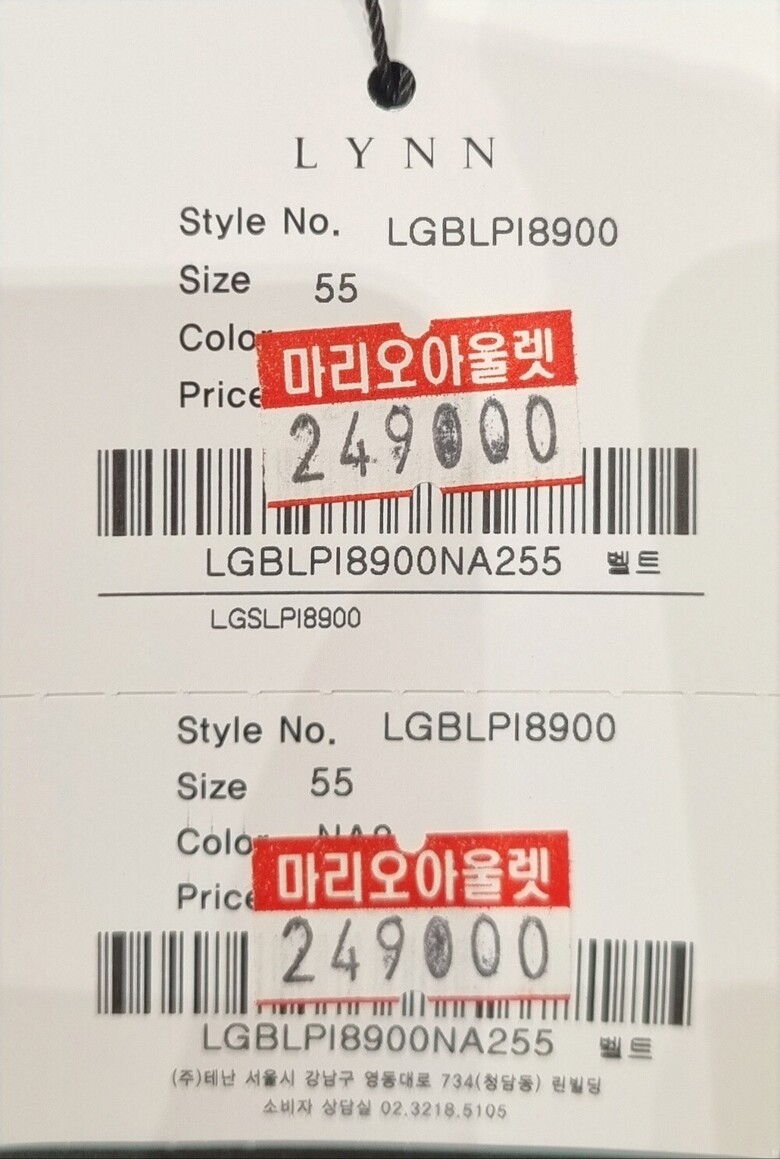 LYNN
Style No. LGBLPI8900
Size 55
Color
Price
마리오아울렛
249000
LGBLPI8900NA255 벨트
LGSLPI8900
Style No. LGBLPI8900
Size 55
Color NA2
Price
마리오아울렛
249000
LGBLPI8900NA255 벨트
(주)테난 서울시 강남구 영동대로 734(청담동) 린빌딩
소비자 상담실 02.3218.5105